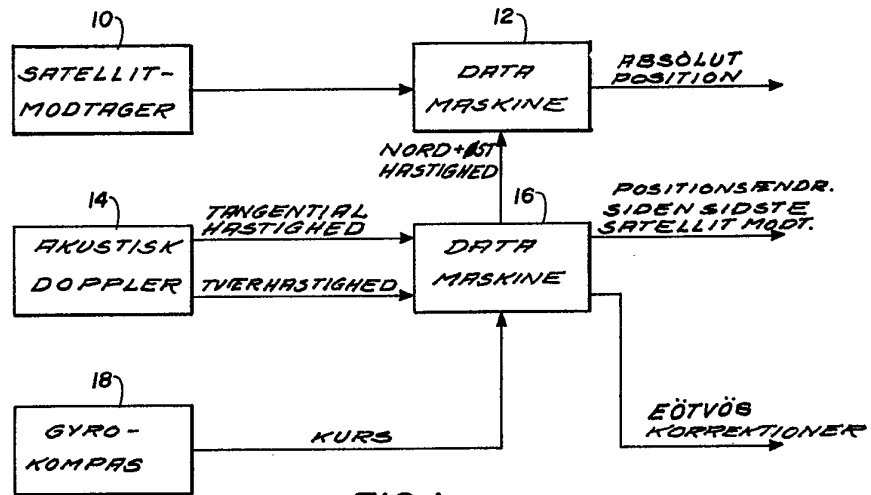 10
SATELLIT-
MODTAGER
12
DATA
MASKINE
ABSOLUT
POSITION
NORD+ØST
HASTIGHED
14
AKUSTISK
DOPPLER
TANGENTIAL
HASTIGHED
TVÆRHASTIGHED
16
DATA
MASKINE
POSITIONSÆNDR.
SIDEN SIDSTE
SATELLIT MODT.
18
GYRO-
KOMPAS
KURS
EÖTVÖS
KORREKTIONER